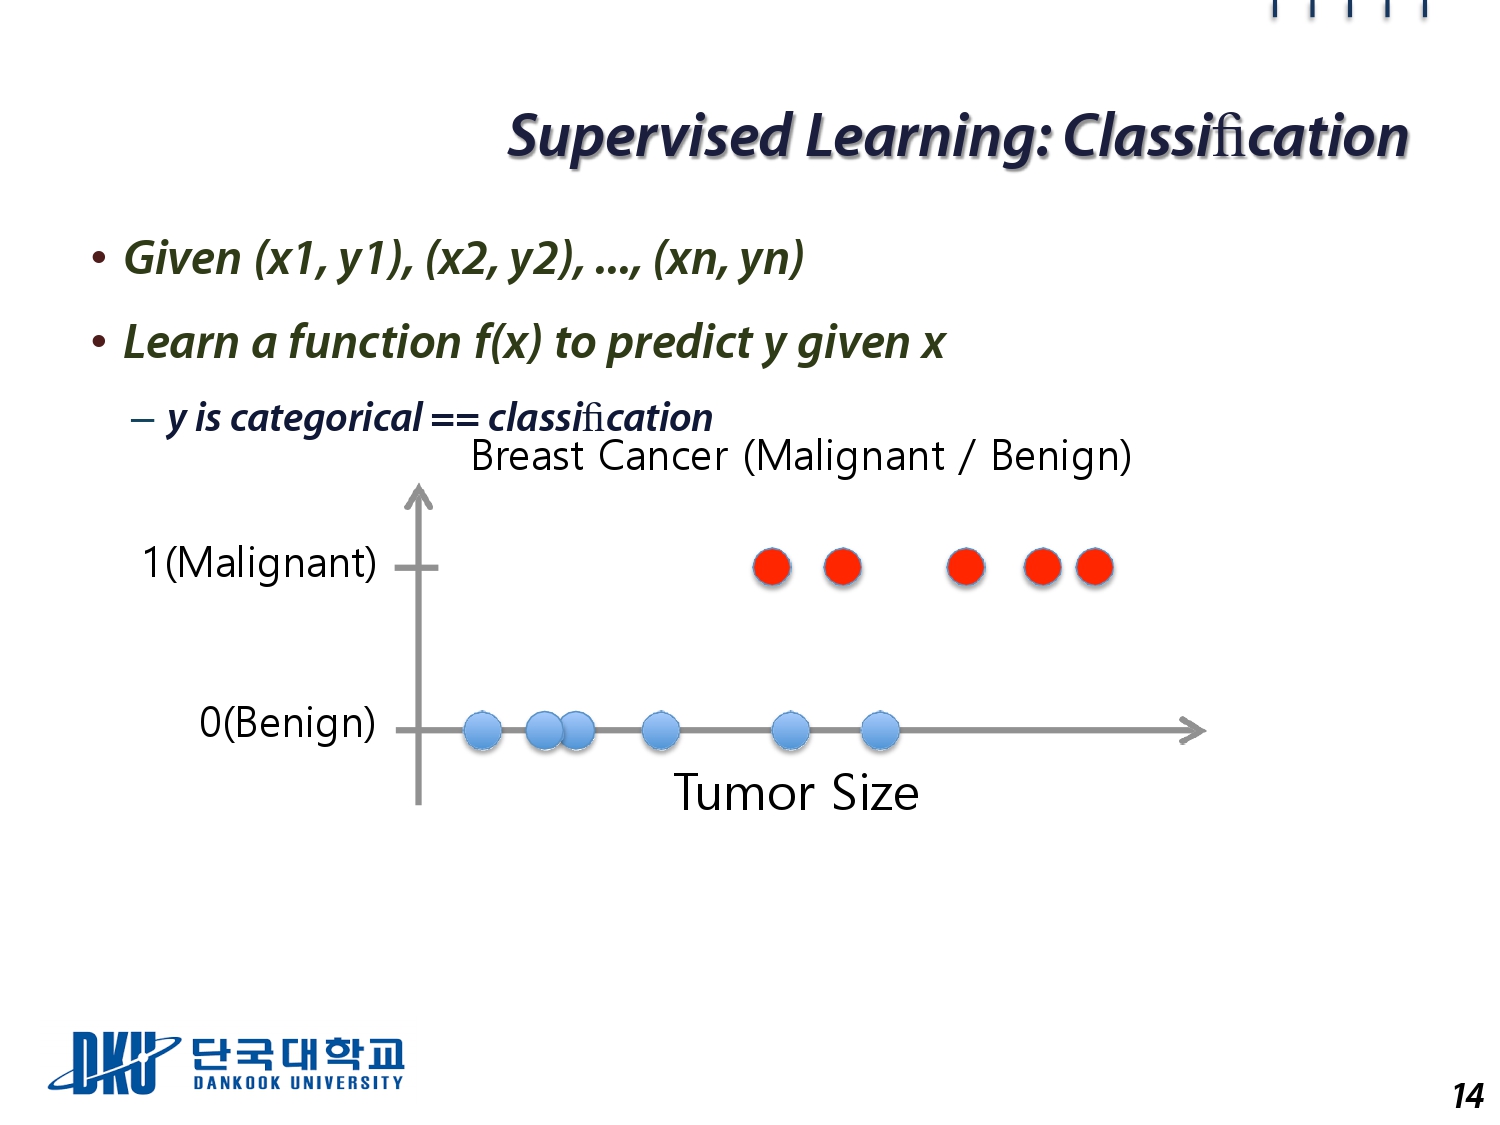 Supervised Learning: Classification
• Given (x1, y1), (x2, y2), ..., (xn, yn)
• Learn a function f(x) to predict y given x
– y is categorical == classification
Breast Cancer (Malignant / Benign)
1(Malignant)
0(Benign)
Tumor Size
DKU 단국대학교
DANKOOK UNIVERSITY
14